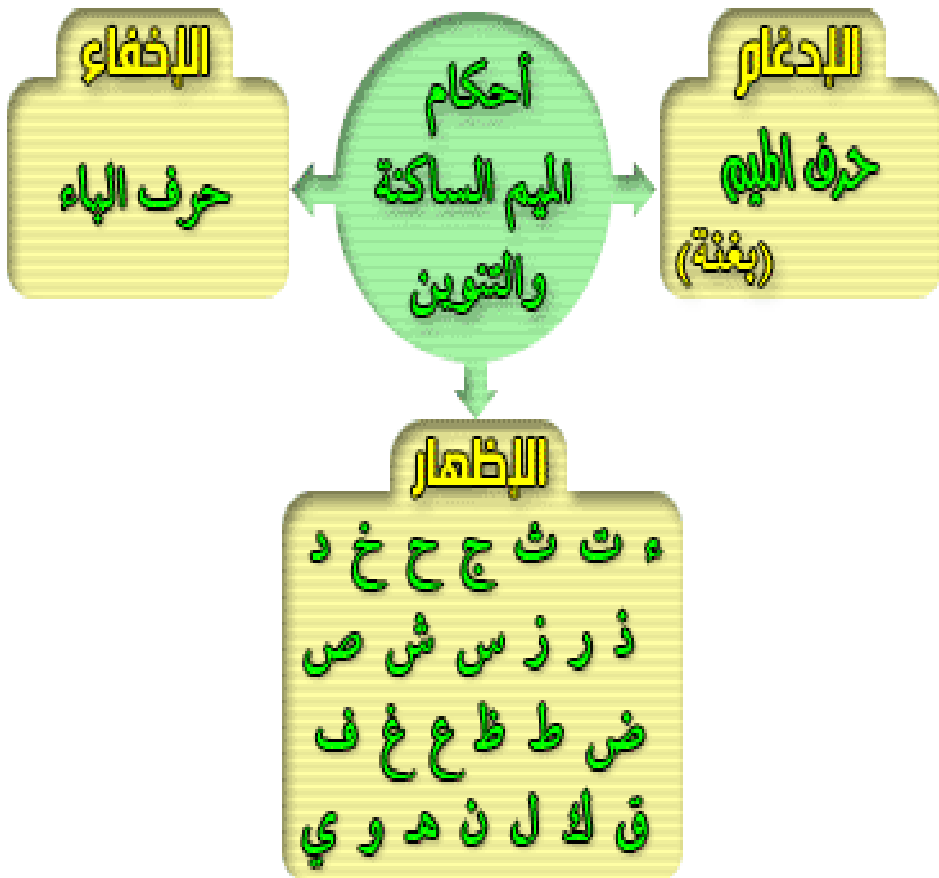 أحكام
الميم الساكنة
والتنوين
الإدغام
حرف الميم
(بغنة)
الإخفاء
حرف الباء
الإظهار
ء ت ث ج ح خ د
ذ ر ز س ش ص
ض ط ظ ع غ ف
ق ك ل ن هـ و ي